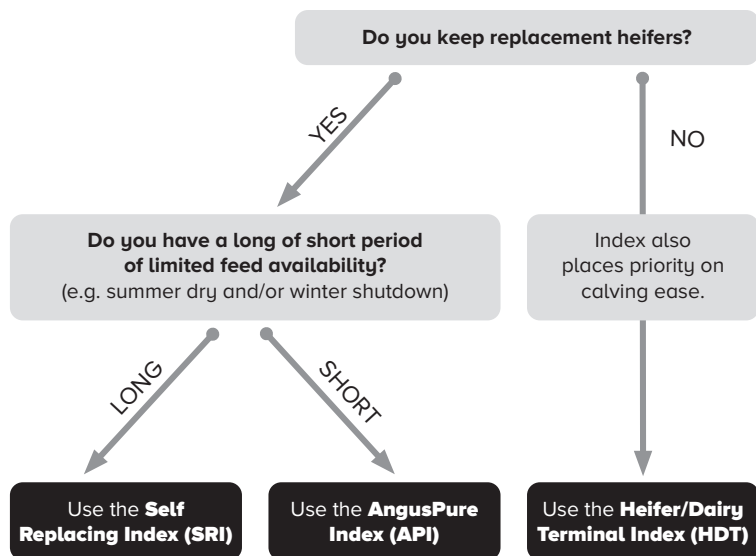 Do you keep replacement heifers?
YES
NO
Do you have a long of short period
of limited feed availability?
(e.g. summer dry and/or winter shutdown)
Index also
places priority on
calving ease.
LONG
SHORT
Use the Self
Replacing Index (SRI)
Use the AngusPure
Index (API)
Use the Heifer/Dairy
Terminal Index (HDT)